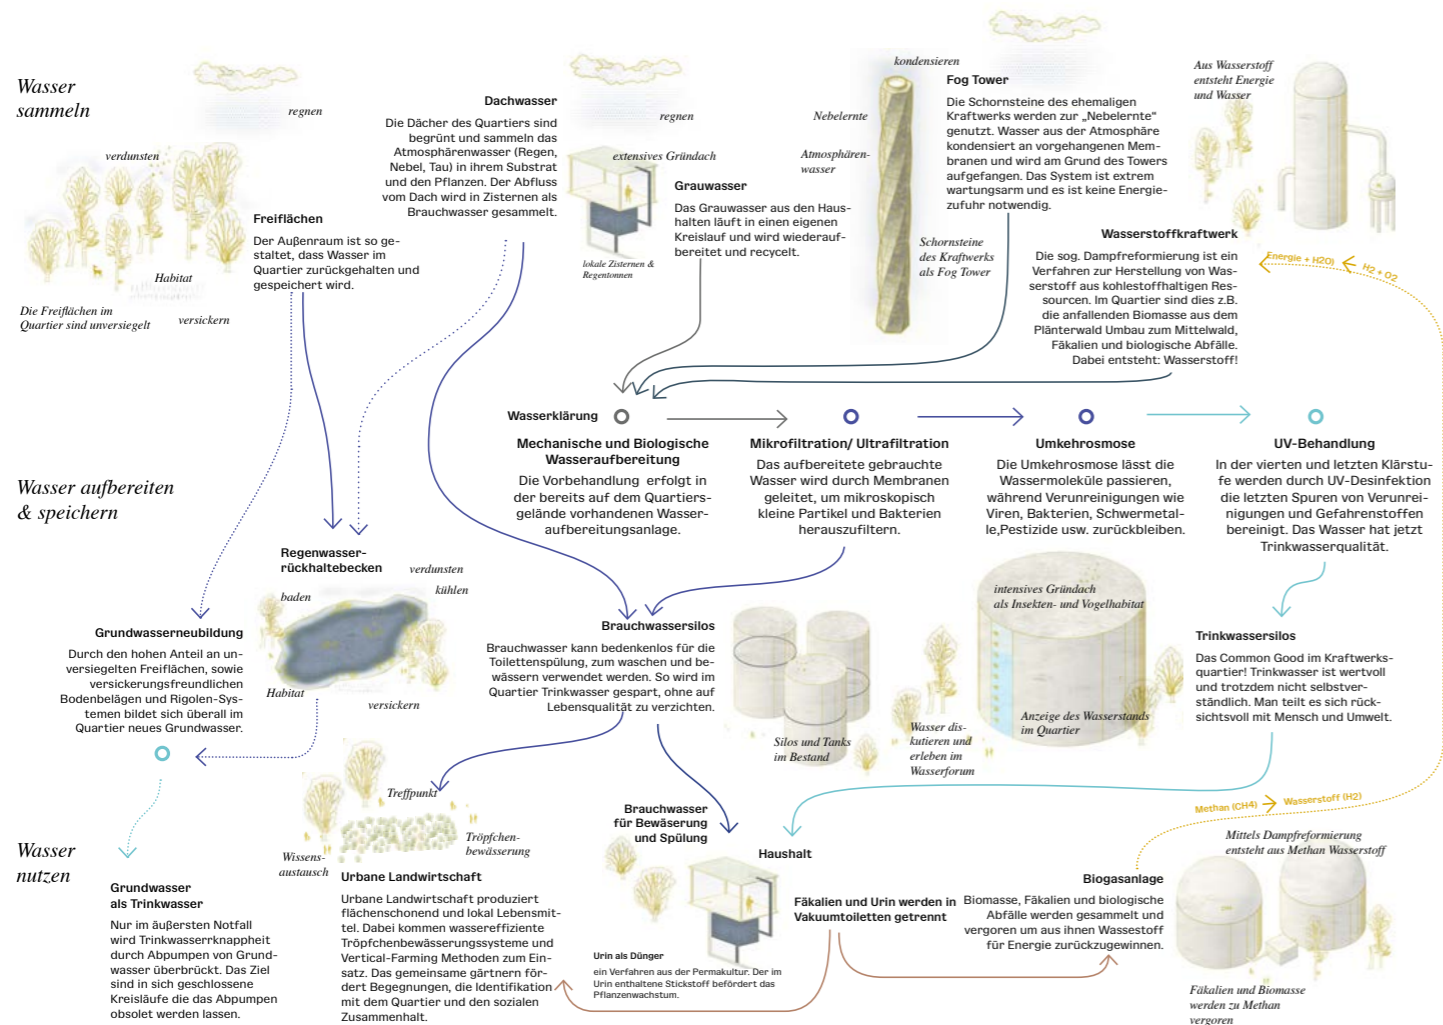 Wasser
sammeln
regnen
verdunsten
Habitat
Die Freiflächen im
Quartier sind unversiegelt
versickern
Freiflächen
Der Außenraum ist so ge-
staltet, dass Wasser im
Quartier zurückgehalten und
gespeichert wird.
Dachwasser
Die Dächer des Quartiers sind
begrünt und sammeln das
Atmosphärenwasser (Regen,
Nebel, Tau) in ihrem Substrat
und den Pflanzen. Der Abfluss
vom Dach wird in Zisternen als
Brauchwasser gesammelt.
regnen
extensives Gründach
lokale Zisternen &
Regentonnen
Grauwasser
Das Grauwasser aus den Haus-
halten läuft in einen eigenen
Kreislauf und wird wiederauf-
bereitet und recycelt.
kondensieren
Nebelernte
Atmosphären-
wasser
Schornsteine
des Kraftwerks
als Fog Tower
Fog Tower
Die Schornsteine des ehemaligen
Kraftwerks werden zur „Nebelernte“
genutzt. Wasser aus der Atmosphäre
kondensiert an vorgehangenen Mem-
branen und wird am Grund des Towers
aufgefangen. Das System ist extrem
wartungsarm und es ist keine Energie-
zufuhr notwendig.
Aus Wasserstoff
entsteht Energie
und Wasser
Wasserstoffkraftwerk
Die sog. Dampfreformierung ist ein
Verfahren zur Herstellung von Was-
serstoff aus kohlestoffhaltigen Res-
sourcen. Im Quartier sind dies z.B.
die anfallenden Biomasse aus dem
Plänterwald Umbau zum Mittelwald,
Fäkalien und biologische Abfälle.
Dabei entsteht: Wasserstoff!
Energie + H2O)
H2 + O2
Wasser aufbereiten
& speichern
Wasserklärung
Mechanische und Biologische
Wasseraufbereitung
Die Vorbehandlung erfolgt in
der bereits auf dem Quartiers-
gelände vorhandenen Wasser-
aufbereitungsanlage.
Mikrofiltration/ Ultrafiltration
Das aufbereitete gebrauchte
Wasser wird durch Membranen
geleitet, um mikroskopisch
kleine Partikel und Bakterien
herauszufiltern.
Umkehrosmose
Die Umkehrosmose lässt die
Wassermoleküle passieren,
während Verunreinigungen wie
Viren, Bakterien, Schwermetal-
le,Pestizide usw. zurückbleiben.
UV-Behandlung
In der vierten und letzten Klärstu-
fe werden durch UV-Desinfektion
die letzten Spuren von Verunrei-
nigungen und Gefahrenstoffen
bereinigt. Das Wasser hat jetzt
Trinkwasserqualität.
Regenwasser-
rückhaltebecken
verdunsten
kühlen
baden
Habitat
versickern
Grundwasserneubildung
Durch den hohen Anteil an un-
versiegelten Freiflächen, sowie
versickerungsfreundlichen
Bodenbelägen und Rigolen-Sys-
temen bildet sich überall im
Quartier neues Grundwasser.
Brauchwassersilos
Brauchwasser kann bedenkenlos für die
Toilettenspülung, zum waschen und be-
wässern verwendet werden. So wird im
Quartier Trinkwasser gespart, ohne auf
Lebensqualität zu verzichten.
Silos und Tanks
im Bestand
intensives Gründach
als Insekten- und Vogelhabitat
Anzeige des Wasserstands
im Quartier
Wasser dis-
kutieren und
erleben im
Wasserforum
Trinkwassersilos
Das Common Good im Kraftwerks-
quartier! Trinkwasser ist wertvoll
und trotzdem nicht selbstver-
ständlich. Man teilt es sich rück-
sichtsvoll mit Mensch und Umwelt.
Methan (CH4)
Wasserstoff (H2)
Wasser
nutzen
Grundwasser
als Trinkwasser
Nur im äußersten Notfall
wird Trinkwasserrknappheit
durch Abpumpen von Grund-
wasser überbrückt. Das Ziel
sind in sich geschlossene
Kreisläufe die das Abpumpen
obsolet werden lassen.
Treffpunkt
Wissens-
austausch
Tröpfchen-
bewässerung
Urbane Landwirtschaft
Urbane Landwirtschaft produziert
flächenschonend und lokal Lebensmit-
tel. Dabei kommen wassereffiziente
Tröpfchenbewässerungssysteme und
Vertical-Farming Methoden zum Ein-
satz. Das gemeinsame gärtnern för-
dert Begegnungen, die Identifikation
mit dem Quartier und den sozialen
Zusammenhalt.
Brauchwasser
für Bewäserung
und Spülung
Haushalt
Urin als Dünger
ein Verfahren aus der Permakultur. Der im
Urin enthaltene Stickstoff befördert das
Pflanzenwachstum.
Fäkalien und Urin werden in
Vakuumtoiletten getrennt
Biogasanlage
Biomasse, Fäkalien und biologische
Abfälle werden gesammelt und
vergoren um aus ihnen Wassestoff
für Energie zurückzugewinnen.
Mittels Dampfreformierung
entsteht aus Methan Wasserstoff
Fäkalien und Biomasse
werden zu Methan
vergoren